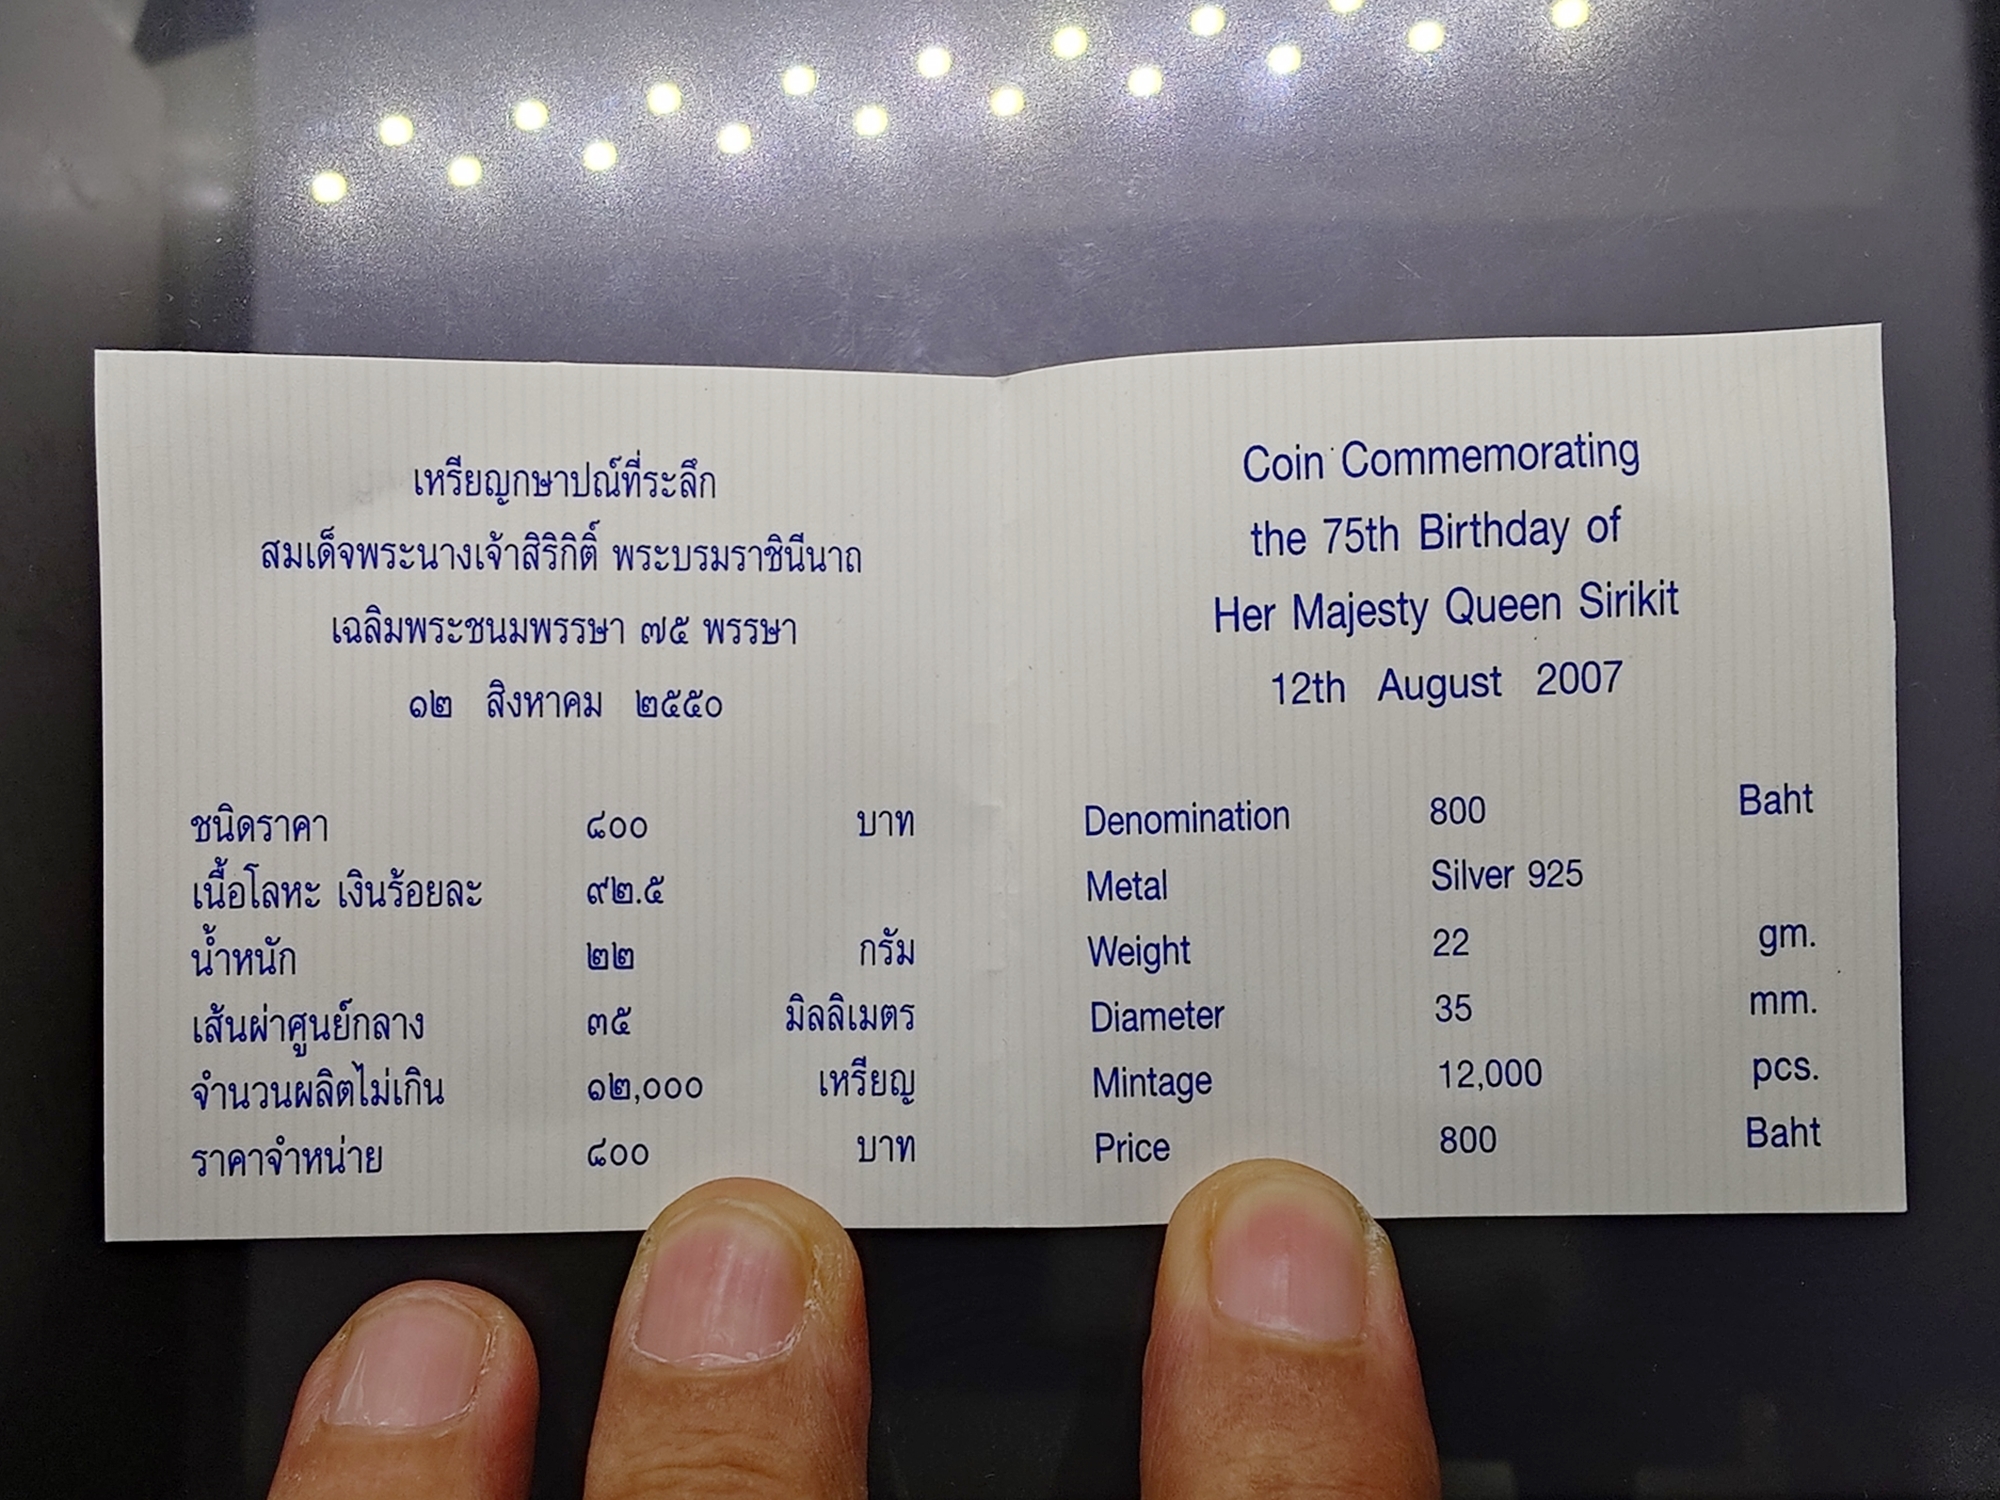 เหรียญกษาปณ์ที่ระลึก
สมเด็จพระนางเจ้าสิริกิติ์ พระบรมราชินีนาถ
เฉลิมพระชนมพรรษา ๗๕ พรรษา
๑๒ สิงหาคม ๒๕๕๐
ชนิดราคา ๘๐๐ บาท
เนื้อโลหะ เงินร้อยละ ๙๒.๕
น้ำหนัก ๒๒ กรัม
เส้นผ่าศูนย์กลาง ๓๕ มิลลิเมตร
จำนวนผลิตไม่เกิน ๑๒,๐๐๐ เหรียญ
ราคาจำหน่าย ๘๐๐ บาท
Coin Commemorating
the 75th Birthday of
Her Majesty Queen Sirikit
12th August 2007
Denomination 800 Baht
Metal Silver 925
Weight 22 gm.
Diameter 35 mm.
Mintage 12,000 pcs.
Price 800 Baht